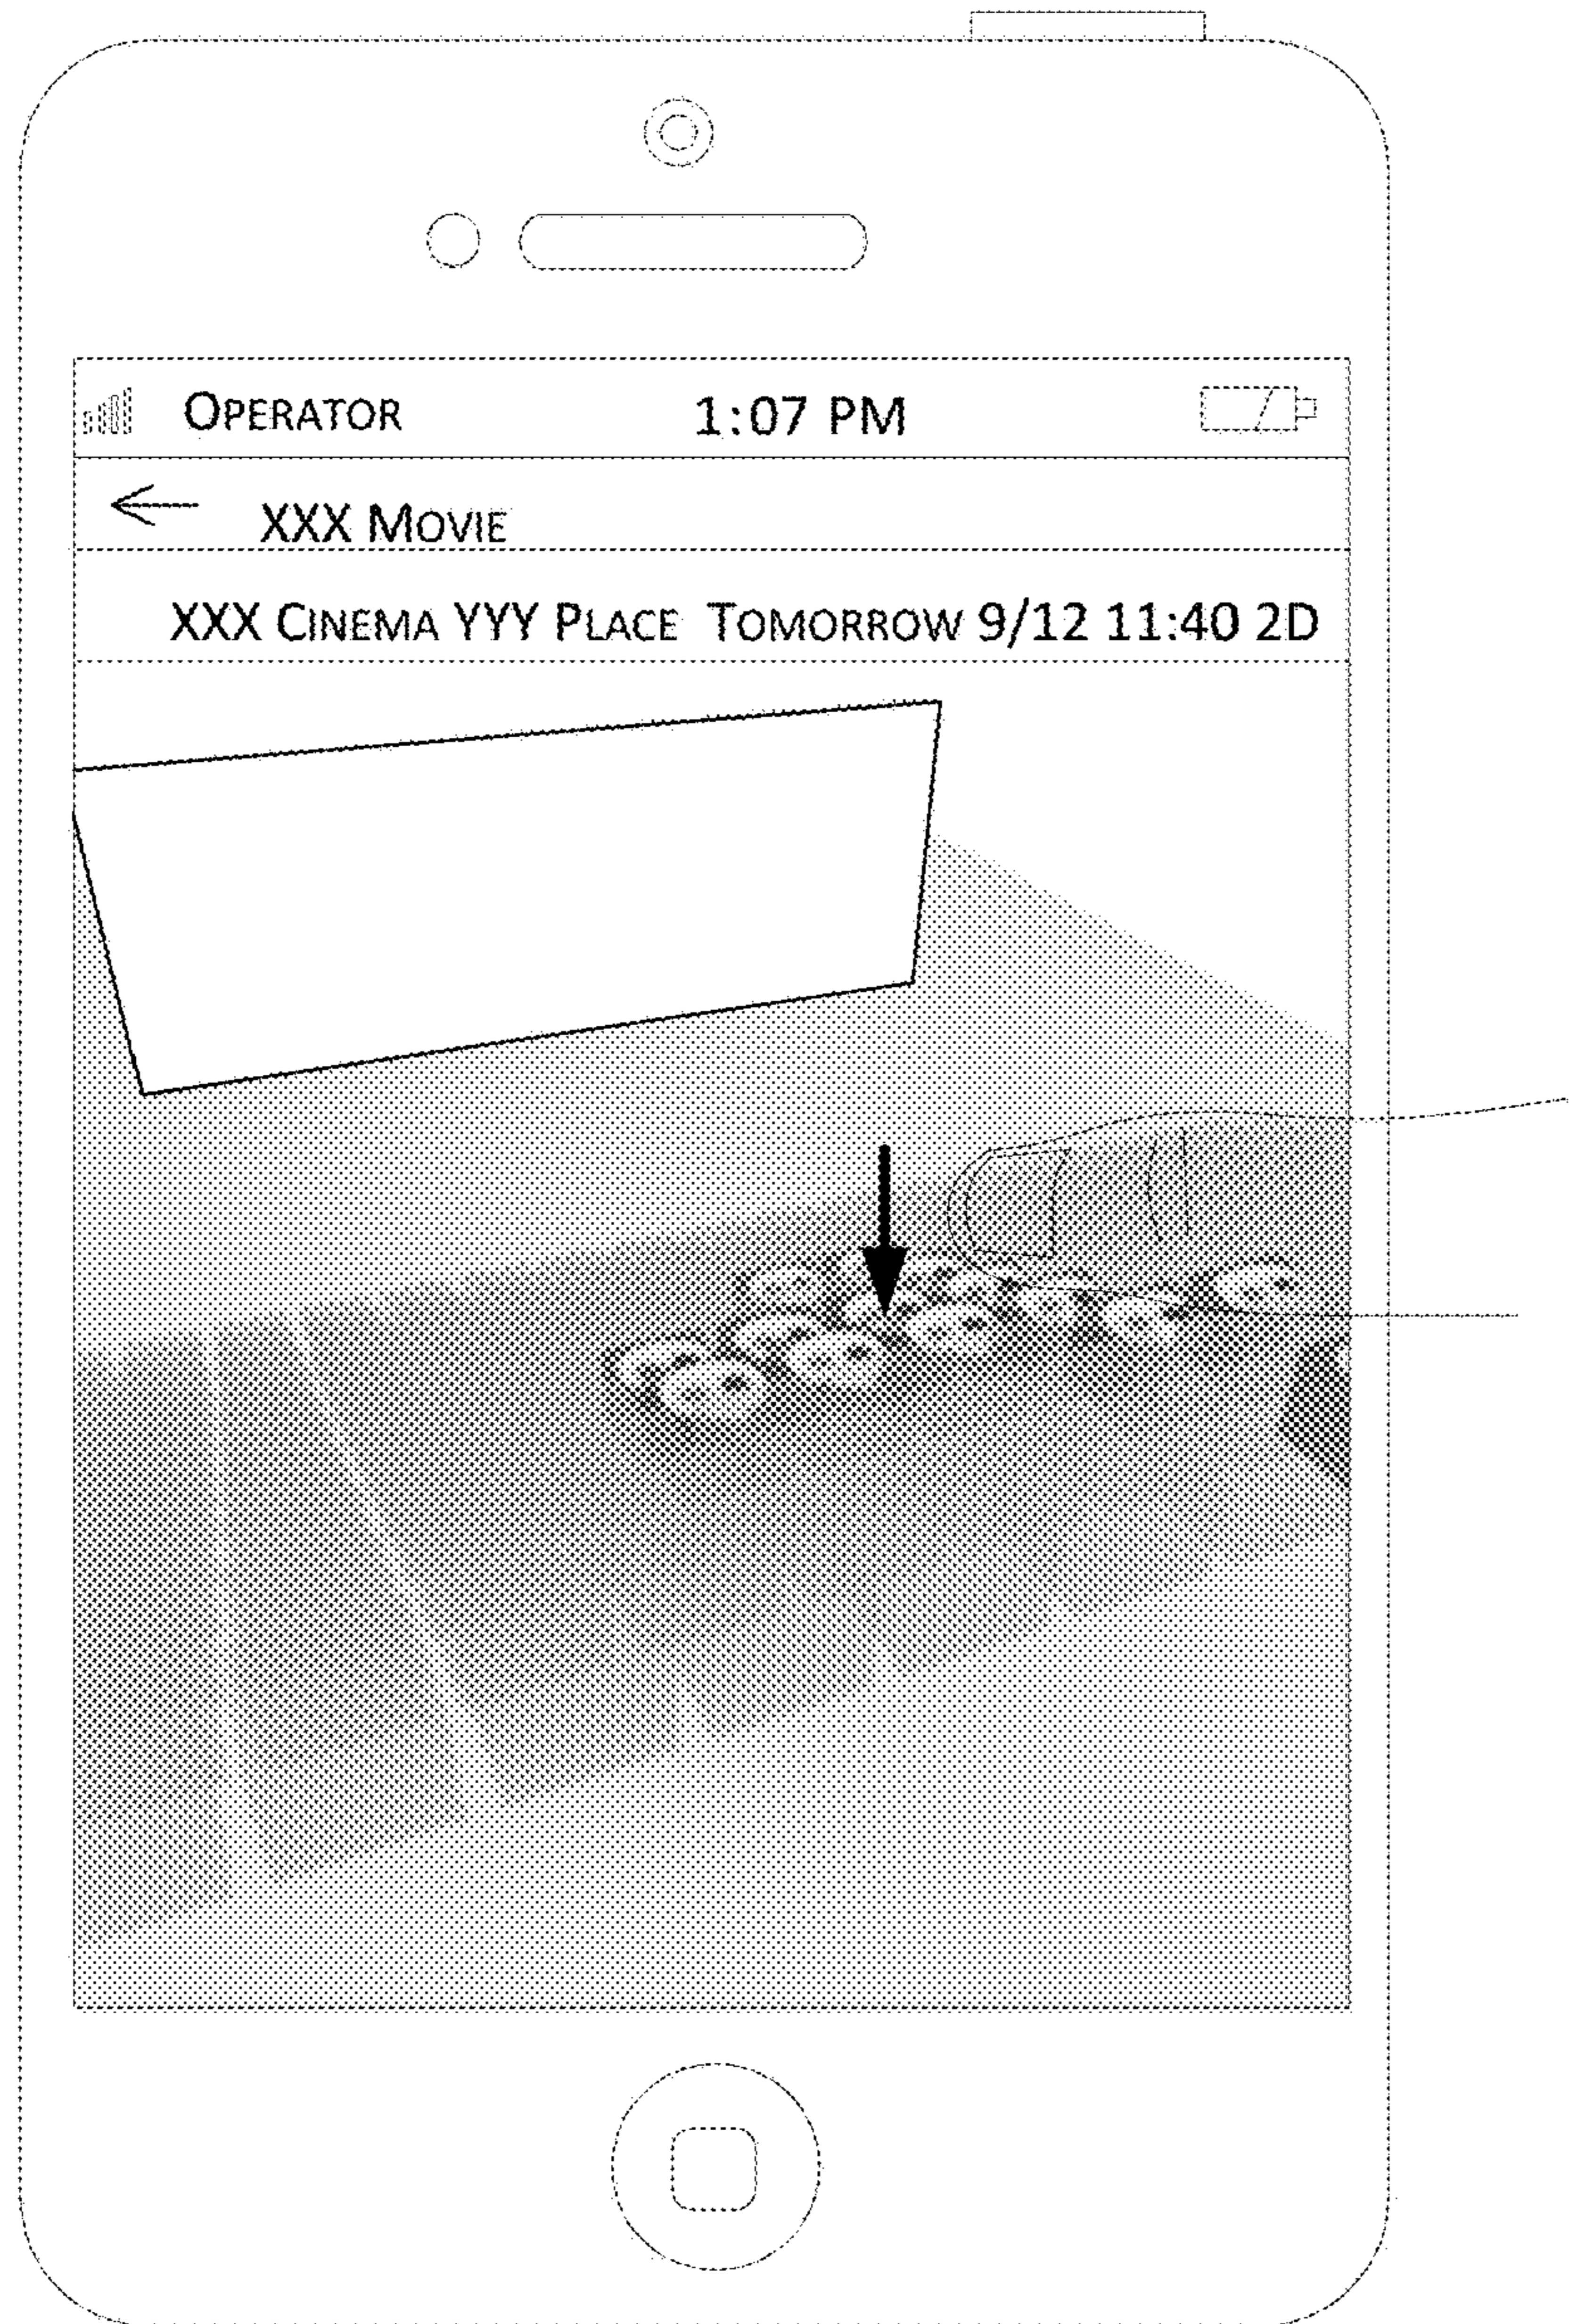 OPERATOR 1:07 PM
XXX MOVIE
XXX CINEMA YYY PLACE TOMORROW 9/12 11:40 2D